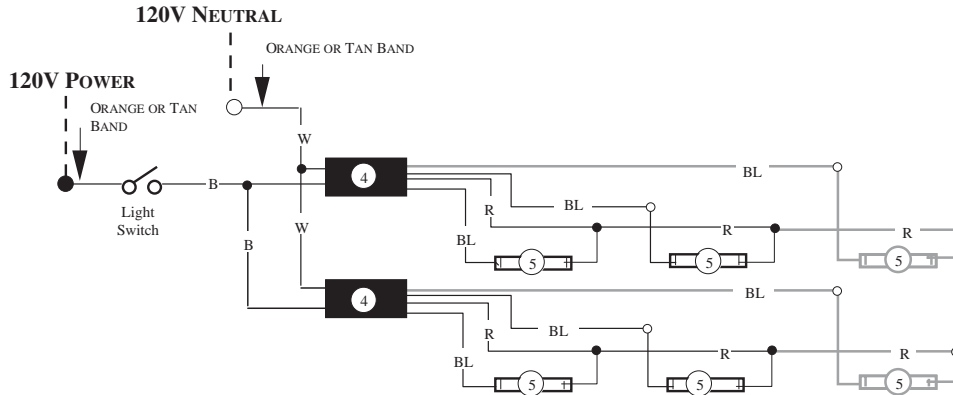 120V NEUTRAL
ORANGE OR TAN BAND
120V POWER
ORANGE OR TAN
BAND
W
4
BL
B
Light
Switch
R
BL
R
R
W
B
BL
5
5
5
4
BL
R
BL
R
R
BL
5
5
5